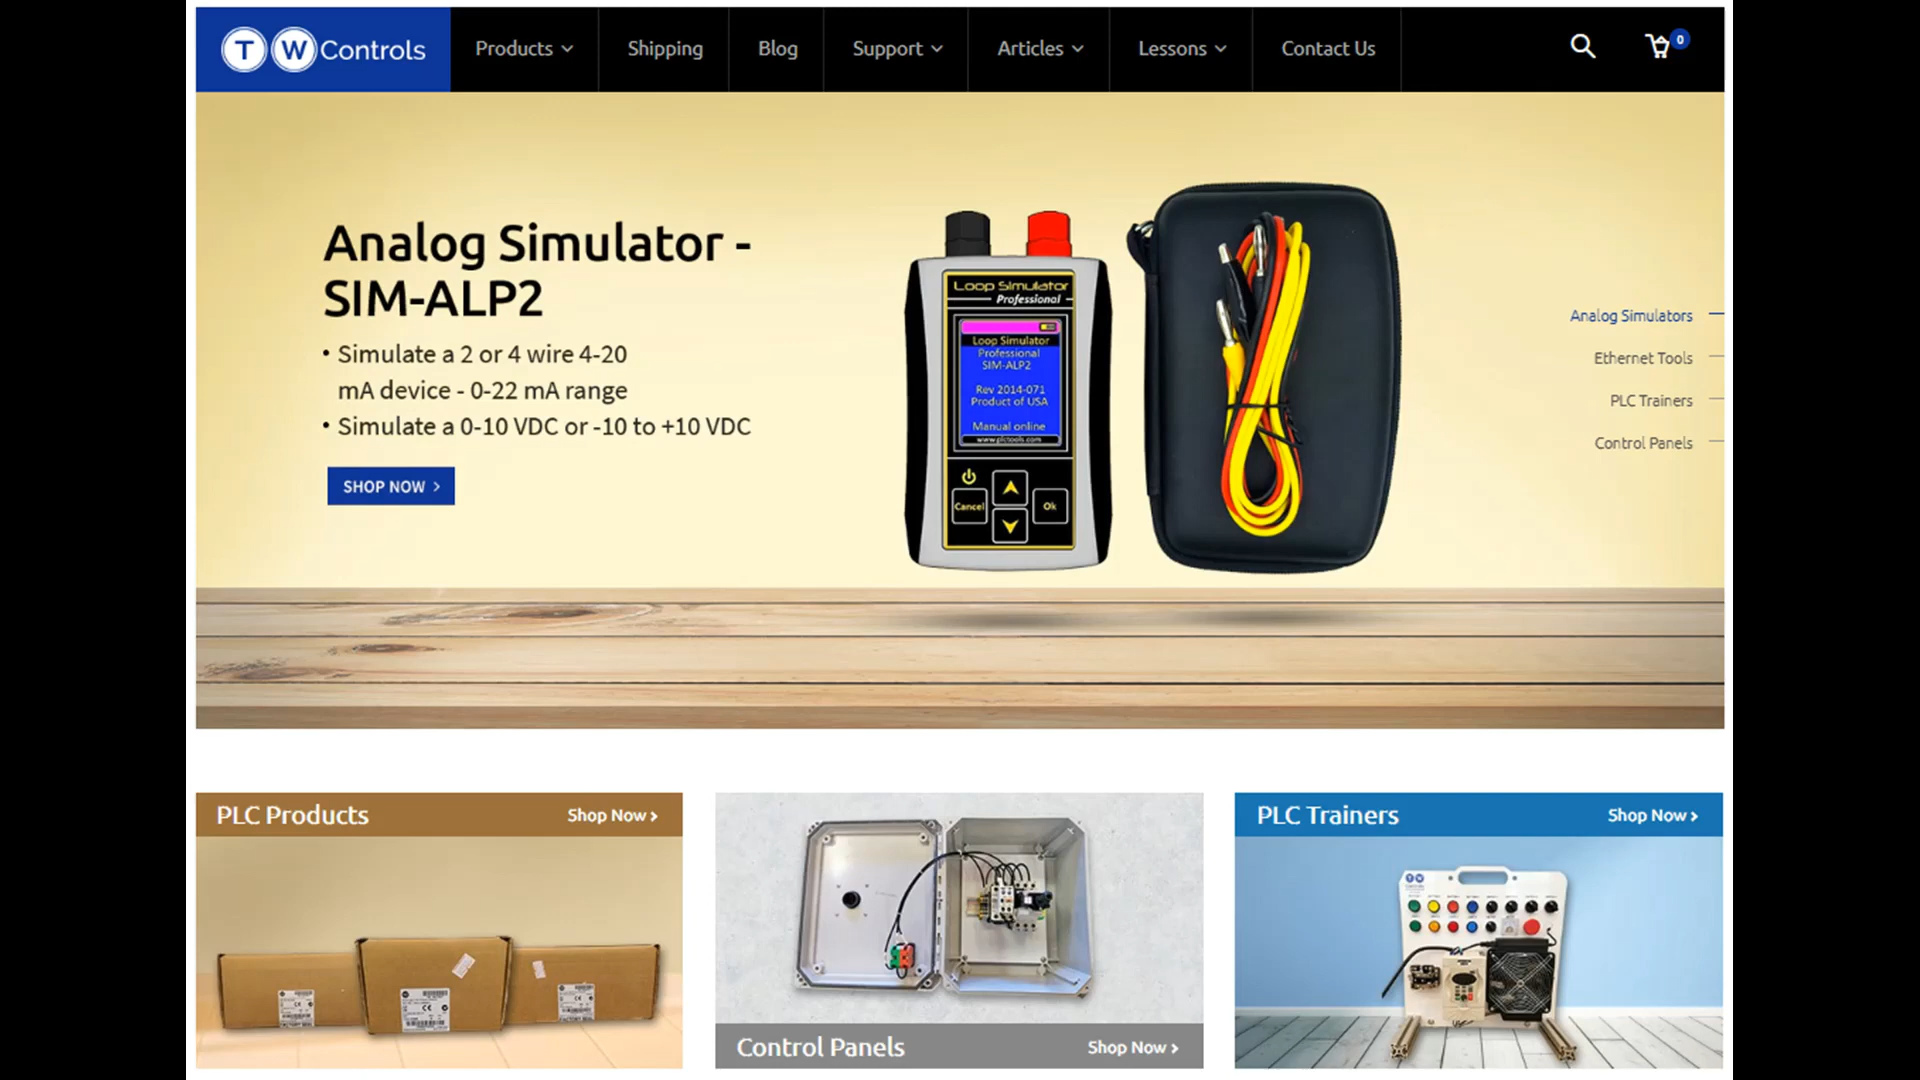 TW Controls
Products
Shipping
Blog
Support
Articles
Lessons
Contact Us
0
Analog Simulator -
SIM-ALP2
• Simulate a 2 or 4 wire 4-20
mA device - 0-22 mA range
• Simulate a 0-10 VDC or -10 to +10 VDC
SHOP NOW >
Loop Simulator
Professional
Loop Simulator
Professional
SIM-ALP2
Rev 2014-071
Product of USA
Manual online
www.plctools.com
Cancel
Ok
Analog Simulators
Ethernet Tools
PLC Trainers
Control Panels
PLC Products
Shop Now >
Control Panels
Shop Now >
PLC Trainers
Shop Now >